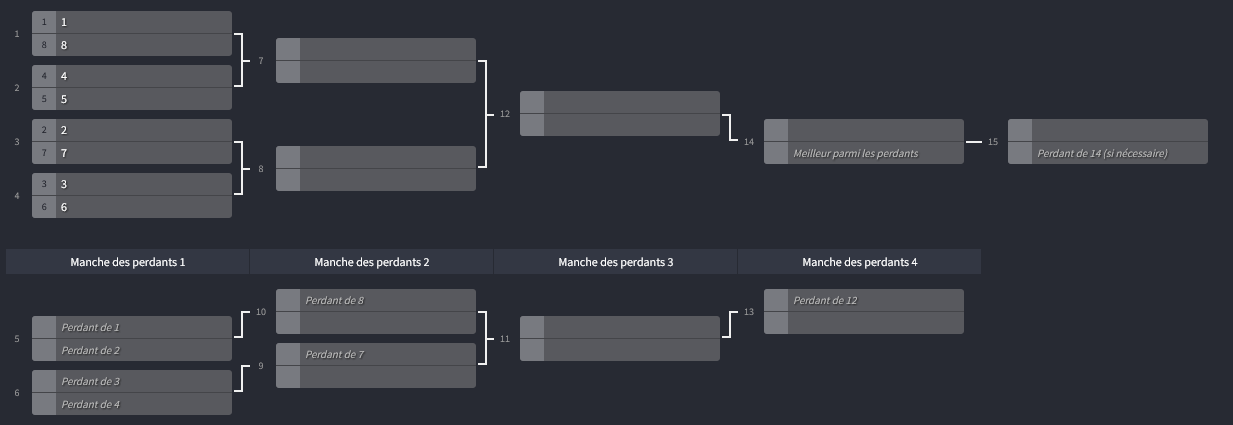 1 1 1
8 8
7
2 4 4
5 5
12
3 2 2
7 7
8
4 3 3
6 6
14 Meilleur parmi les perdants
15 Perdant de 14 (si nécessaire)
Manche des perdants 1 Manche des perdants 2 Manche des perdants 3 Manche des perdants 4
5 Perdant de 1
Perdant de 2
6 Perdant de 3
Perdant de 4
10 Perdant de 8
9 Perdant de 7
11
13 Perdant de 12